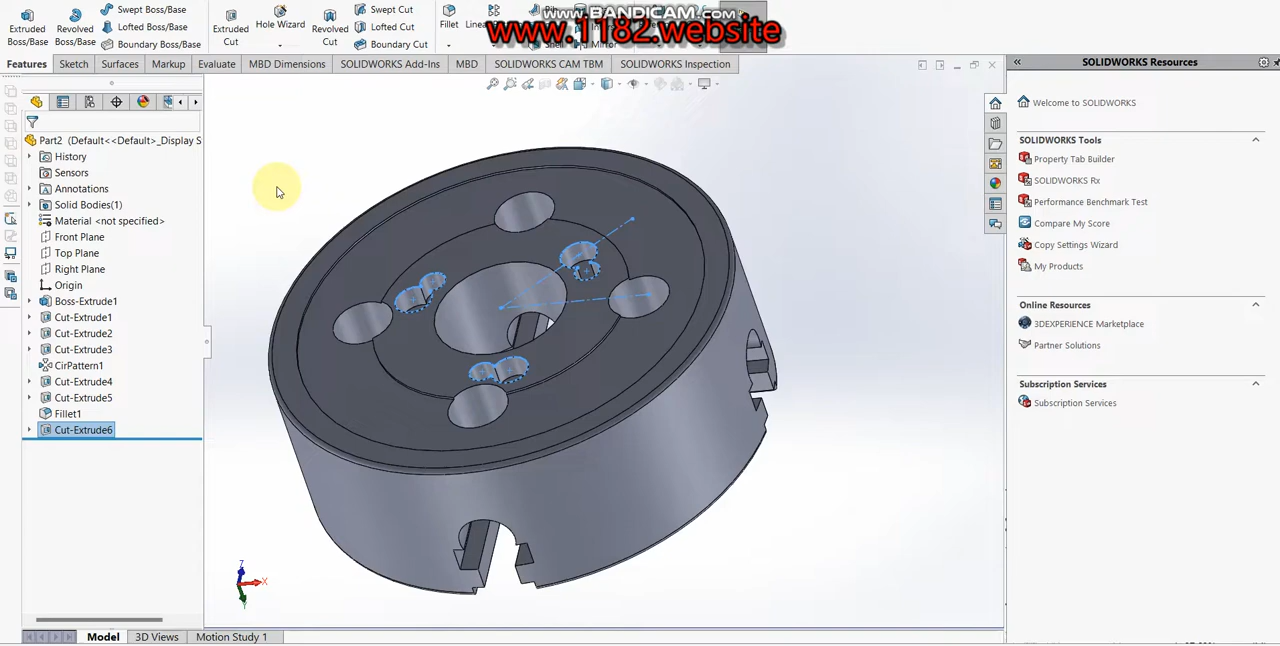 www.BANDICAM.com
www.1182.website
Extruded Boss/Base
Revolved Boss/Base
Swept Boss/Base
Lofted Boss/Base
Boundary Boss/Base
Extruded Cut
Hole Wizard
Revolved Cut
Swept Cut
Lofted Cut
Boundary Cut
Fillet
Shell
Mirror
Features
Sketch
Surfaces
Markup
Evaluate
MBD Dimensions
SOLIDWORKS Add-Ins
MBD
SOLIDWORKS CAM TBM
SOLIDWORKS Inspection
Part2 (Default<<Default>_Display S
History
Sensors
Annotations
Solid Bodies(1)
Material <not specified>
Front Plane
Top Plane
Right Plane
Origin
Boss-Extrude1
Cut-Extrude1
Cut-Extrude2
Cut-Extrude3
CirPattern1
Cut-Extrude4
Cut-Extrude5
Fillet1
Cut-Extrude6
Z
X
Y
Model
3D Views
Motion Study 1
SOLIDWORKS Resources
Welcome to SOLIDWORKS
SOLIDWORKS Tools
Property Tab Builder
SOLIDWORKS Rx
Performance Benchmark Test
Compare My Score
Copy Settings Wizard
My Products
Online Resources
3DEXPERIENCE Marketplace
Partner Solutions
Subscription Services
Subscription Services